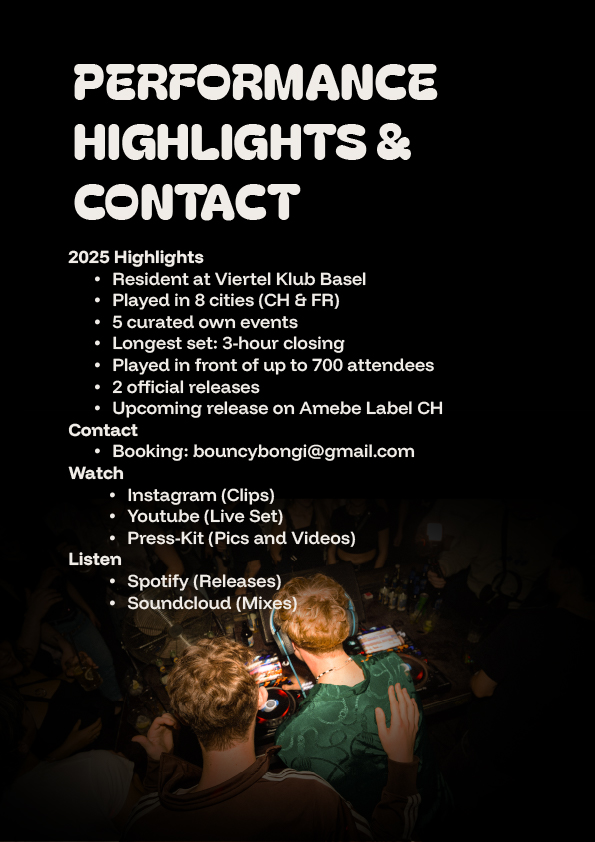 PERFORMANCE
HIGHLIGHTS &
CONTACT
2025 Highlights
• Resident at Viertel Klub Basel
• Played in 8 cities (CH & FR)
• 5 curated own events
• Longest set: 3-hour closing
• Played in front of up to 700 attendees
• 2 official releases
• Upcoming release on Amebe Label CH
Contact
• Booking: bouncybongi@gmail.com
Watch
• Instagram (Clips)
• Youtube (Live Set)
• Press-Kit (Pics and Videos)
Listen
• Spotify (Releases)
• Soundcloud (Mixes)